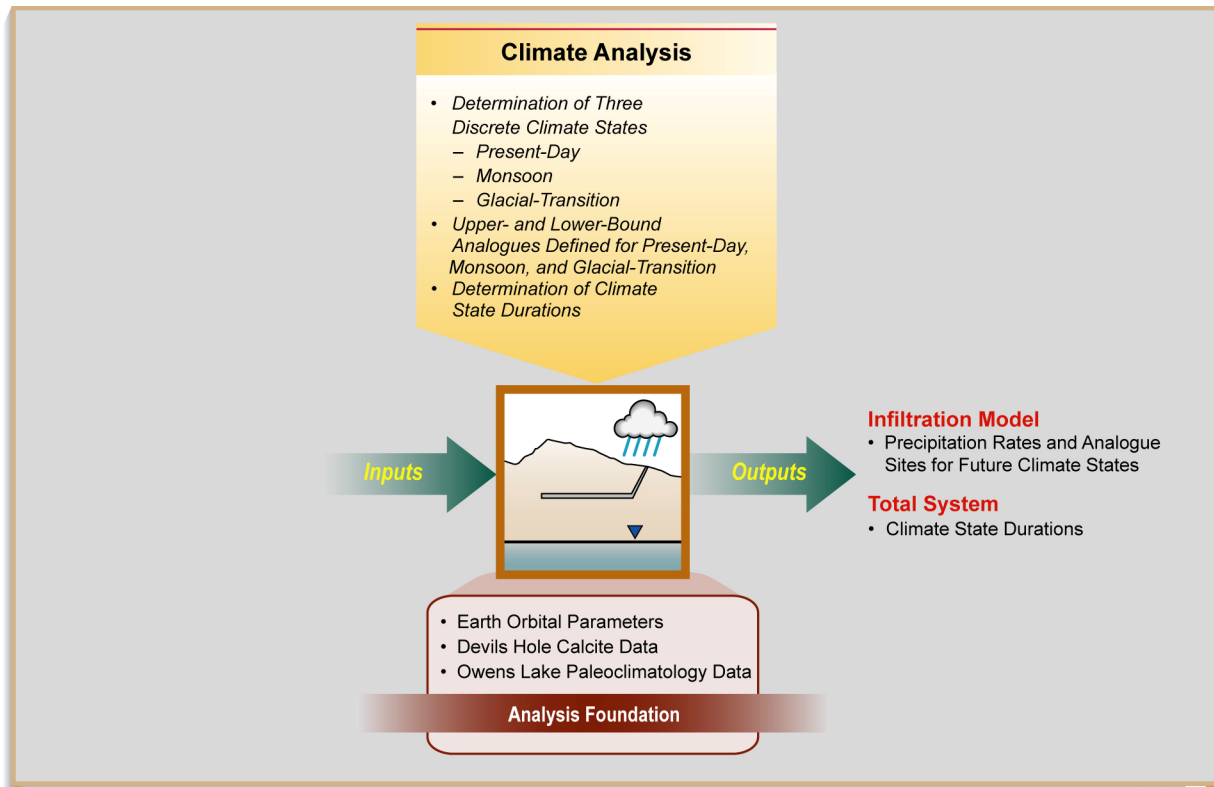 Climate Analysis
• Determination of Three
Discrete Climate States
– Present-Day
– Monsoon
– Glacial-Transition
• Upper- and Lower-Bound
Analogues Defined for Present-Day,
Monsoon, and Glacial-Transition
• Determination of Climate
State Durations
Inputs
Outputs
Infiltration Model
• Precipitation Rates and Analogue
Sites for Future Climate States
Total System
• Climate State Durations
• Earth Orbital Parameters
• Devils Hole Calcite Data
• Owens Lake Paleoclimatology Data
Analysis Foundation